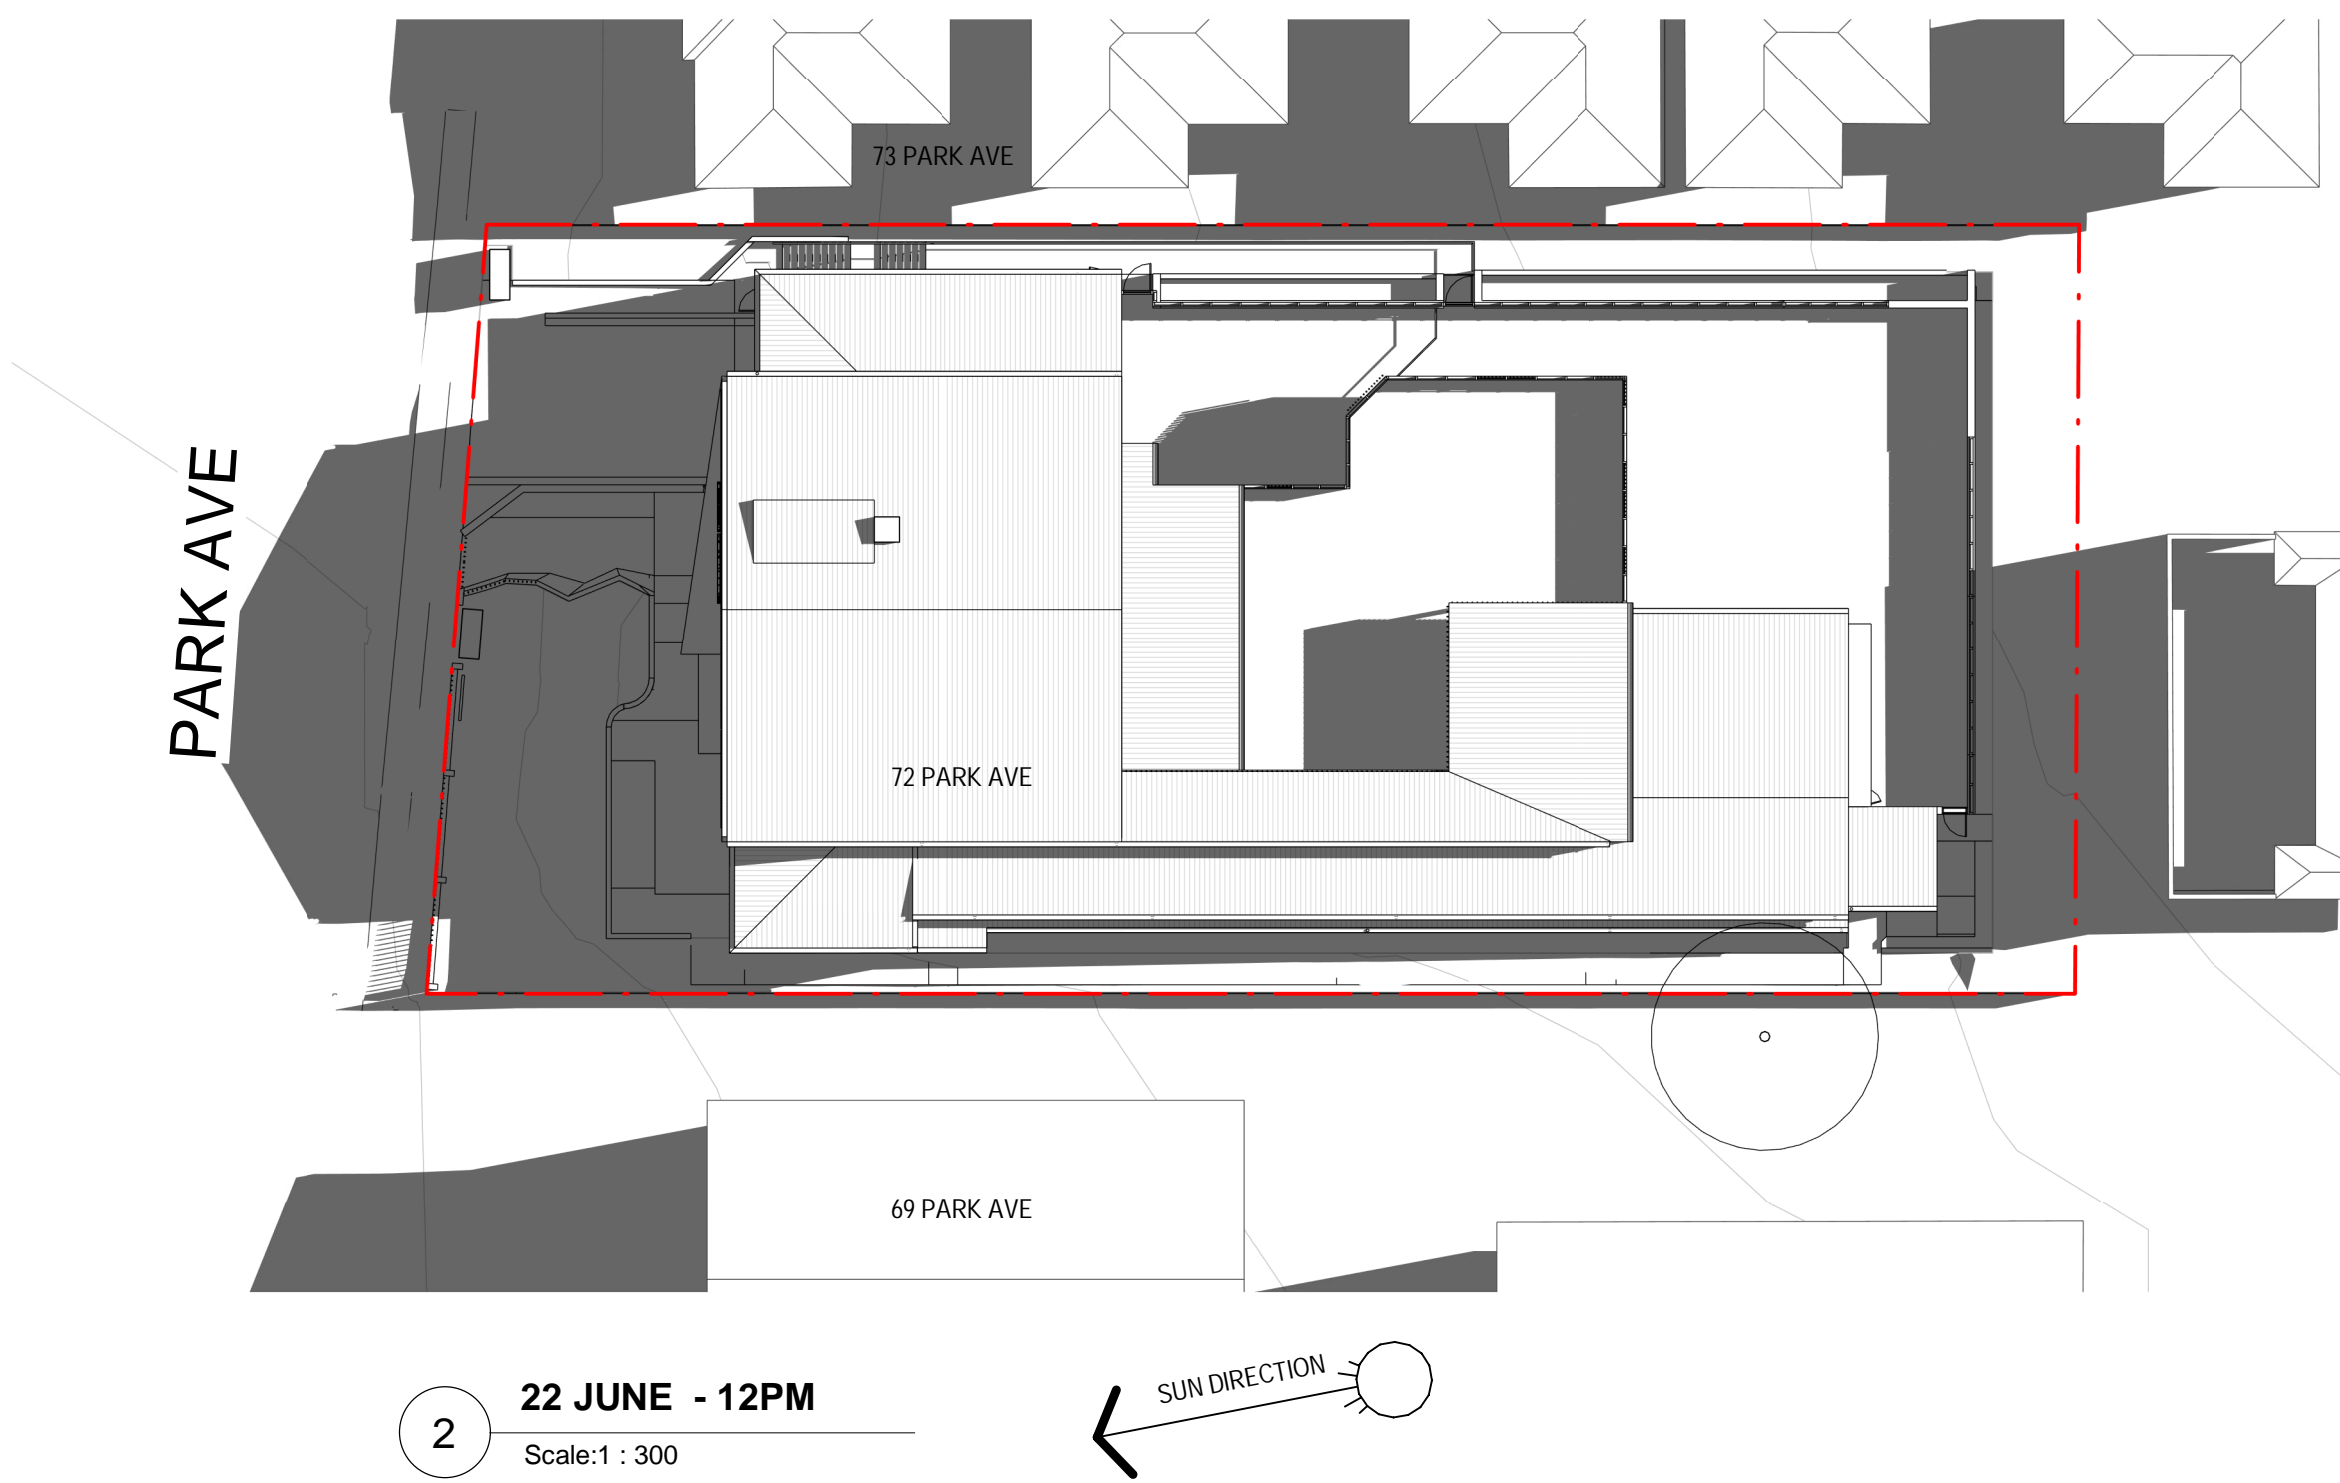 73 PARK AVE
PARK AVE
72 PARK AVE
69 PARK AVE
SUN DIRECTION
22 JUNE - 12PM
2
Scale:1 : 300